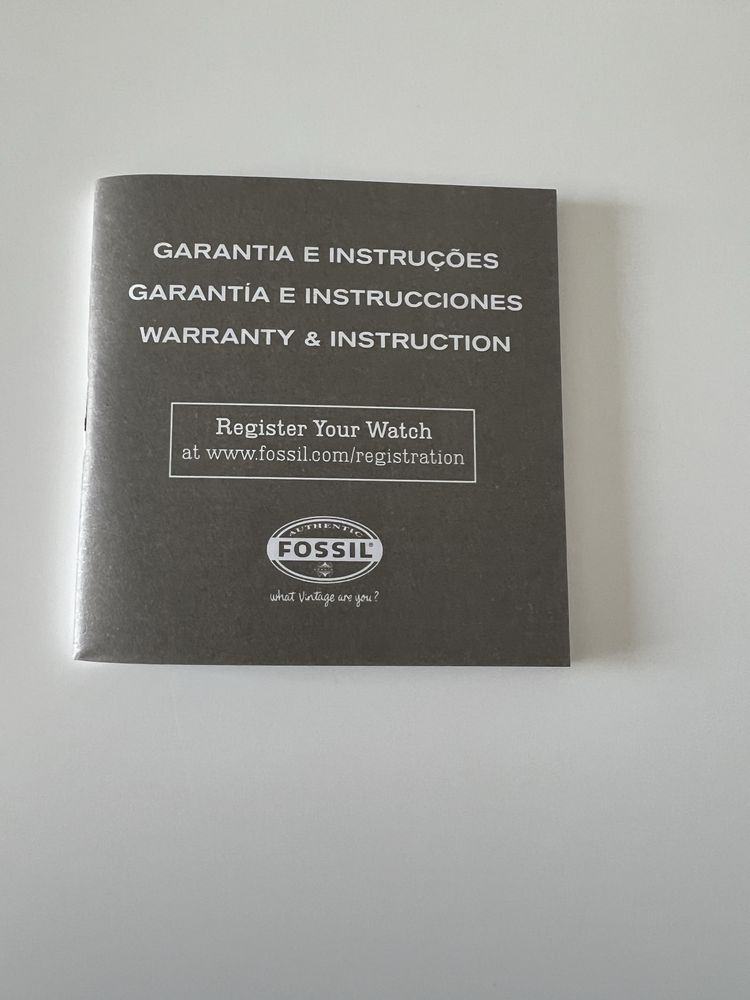 GARANTIA E INSTRUÇÕES
GARANTÍA E INSTRUCCIONES
WARRANTY & INSTRUCTION
Register Your Watch
at www.fossil.com/registration
AUTHENTIC
FOSSIL®
what Vintage are you?